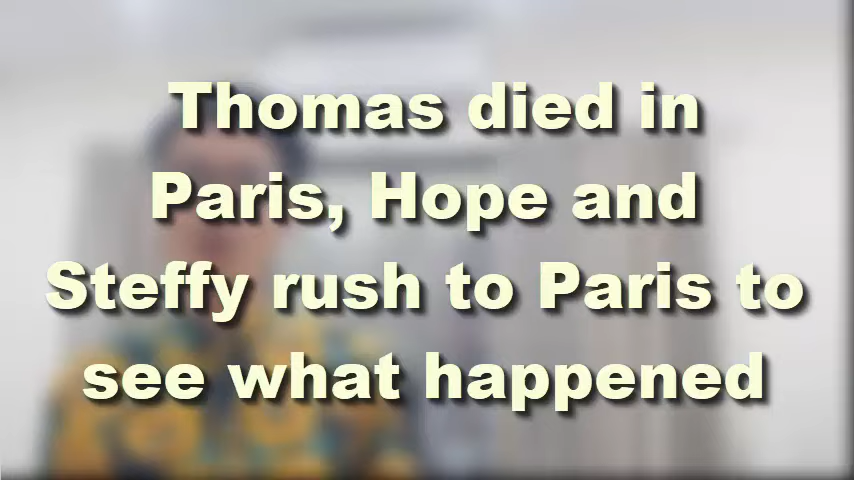 Thomas died in
Paris, Hope and
Steffy rush to Paris to
see what happened